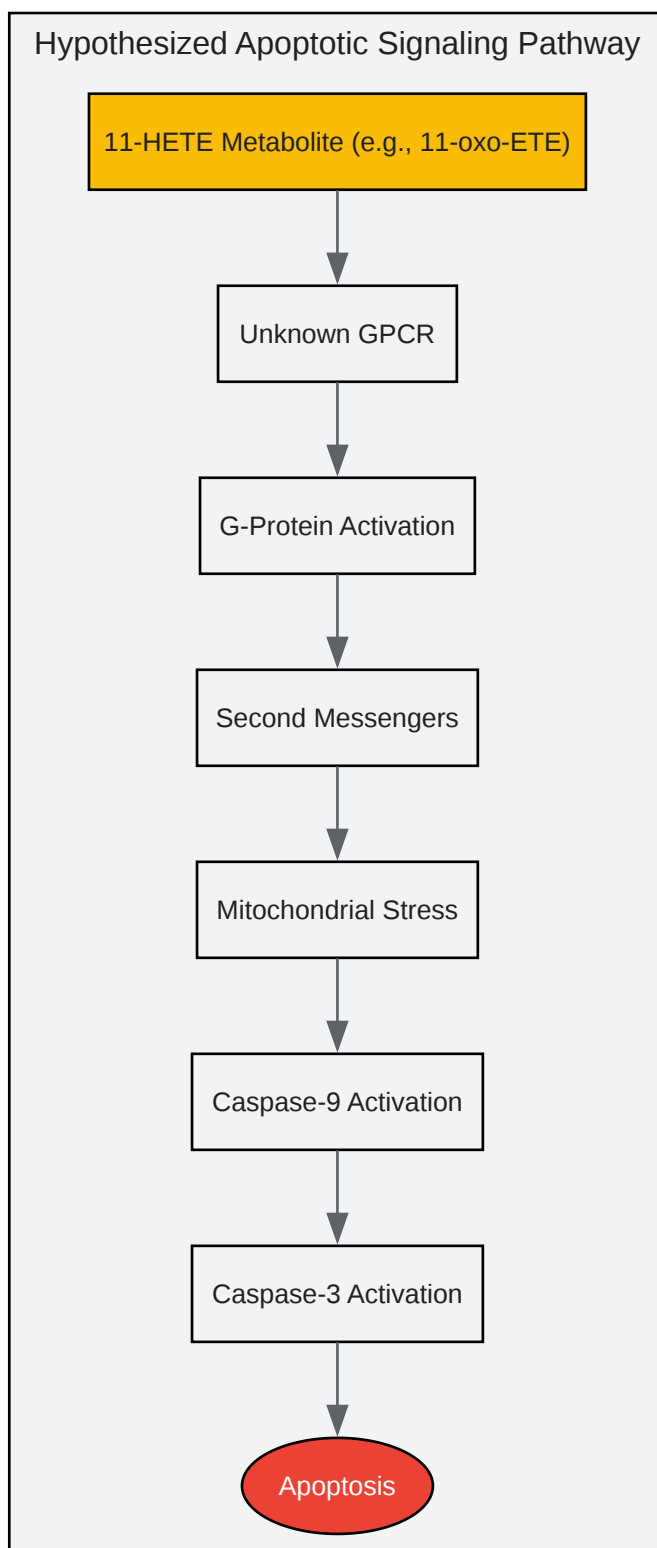 Hypothesized Apoptotic Signaling Pathway
11-HETE Metabolite (e.g., 11-oxo-ETE)
Unknown GPCR
G-Protein Activation
Second Messengers
Mitochondrial Stress
Caspase-9 Activation
Caspase-3 Activation
Apoptosis